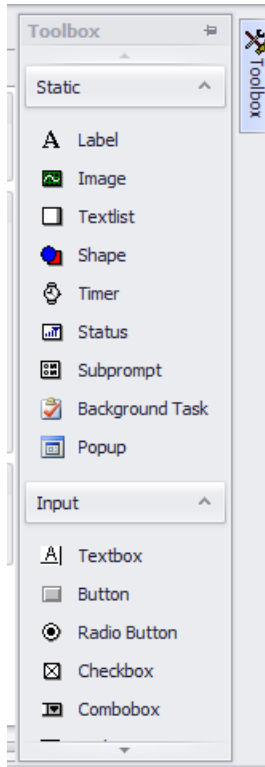 Toolbox
Static
Label
Image
Textlist
Shape
Timer
Status
Subprompt
Background Task
Popup
Input
Textbox
Button
Radio Button
Checkbox
Combobox
Toolbox